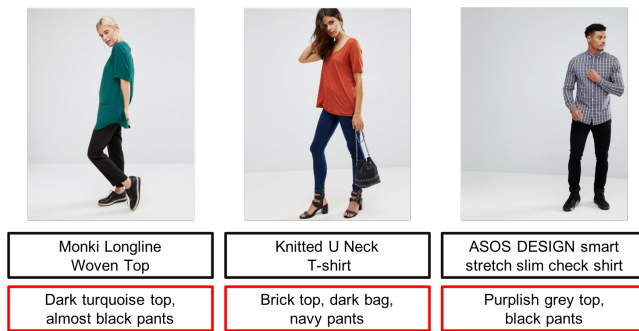 Monki Longline
Woven Top
Knitted U Neck
T-shirt
ASOS DESIGN smart
stretch slim check shirt
Dark turquoise top,
almost black pants
Brick top, dark bag,
navy pants
Purplish grey top,
black pants